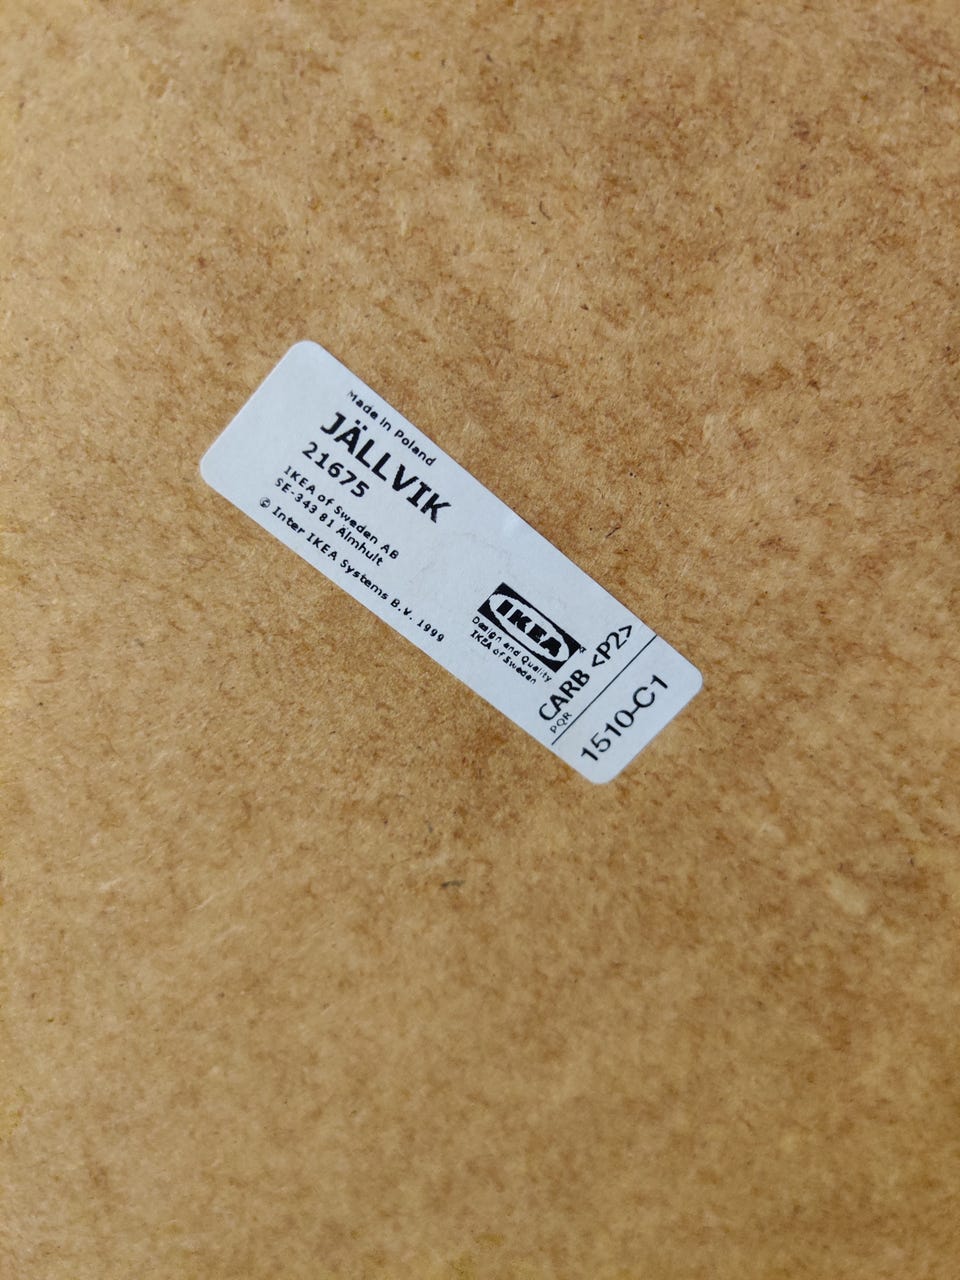 Made in Poland
JÄLLVIK
21675
IKEA of Sweden AB
SE-343 81 Älmhult
© Inter IKEA Systems B.V. 1999
IKEA
Design and Quality
IKEA of Sweden
CARB <P2>
PQR
1510-C1